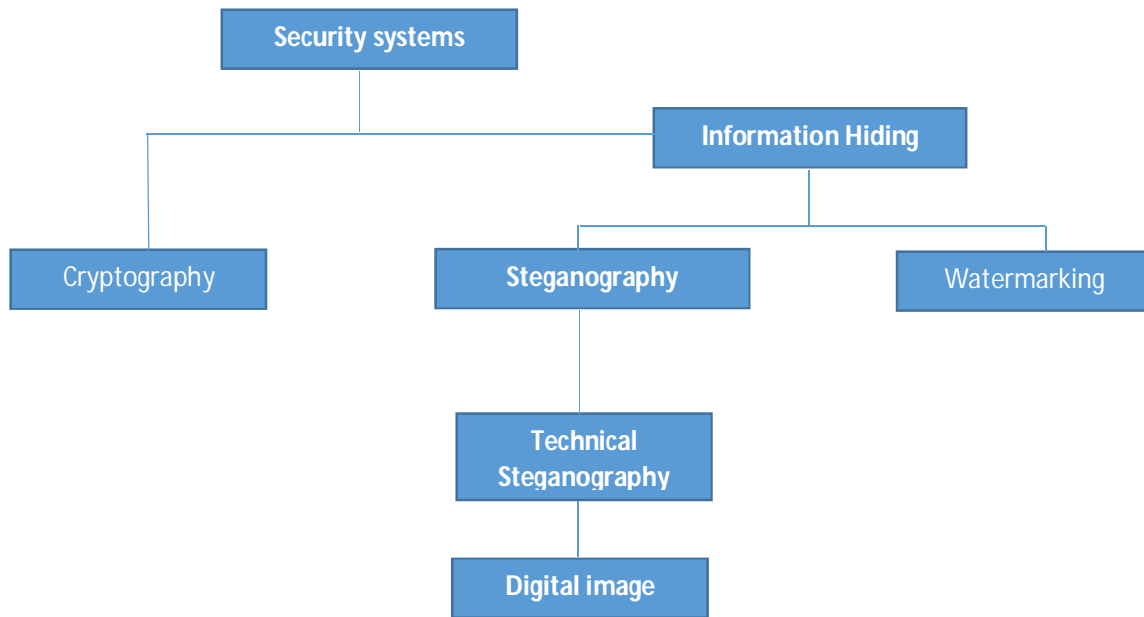 Security systems
Information Hiding
Cryptography
Steganography
Watermarking
Technical
Steganography
Digital image